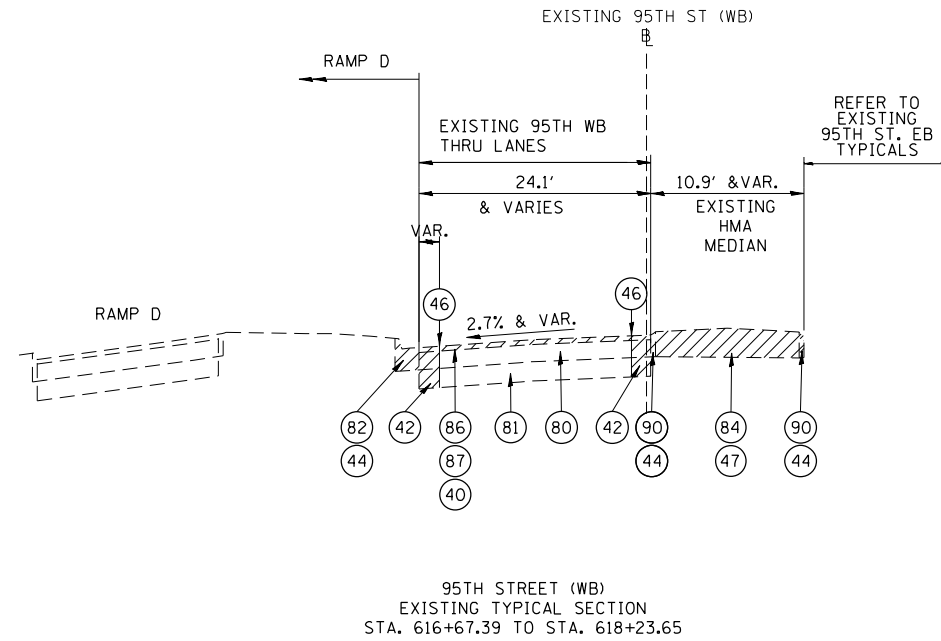 EXISTING 95TH ST (WB)
B
L
RAMP D
REFER TO
EXISTING
95TH ST. EB
TYPICALS
EXISTING 95TH WB
THRU LANES
24.1'
& VARIES
10.9' &VAR.
EXISTING
HMA
MEDIAN
VAR.
46
46
RAMP D
2.7% & VAR.
82
42
86
81
80
42
90
84
90
44
87
44
47
44
40
95TH STREET (WB)
EXISTING TYPICAL SECTION
STA. 616+67.39 TO STA. 618+23.65